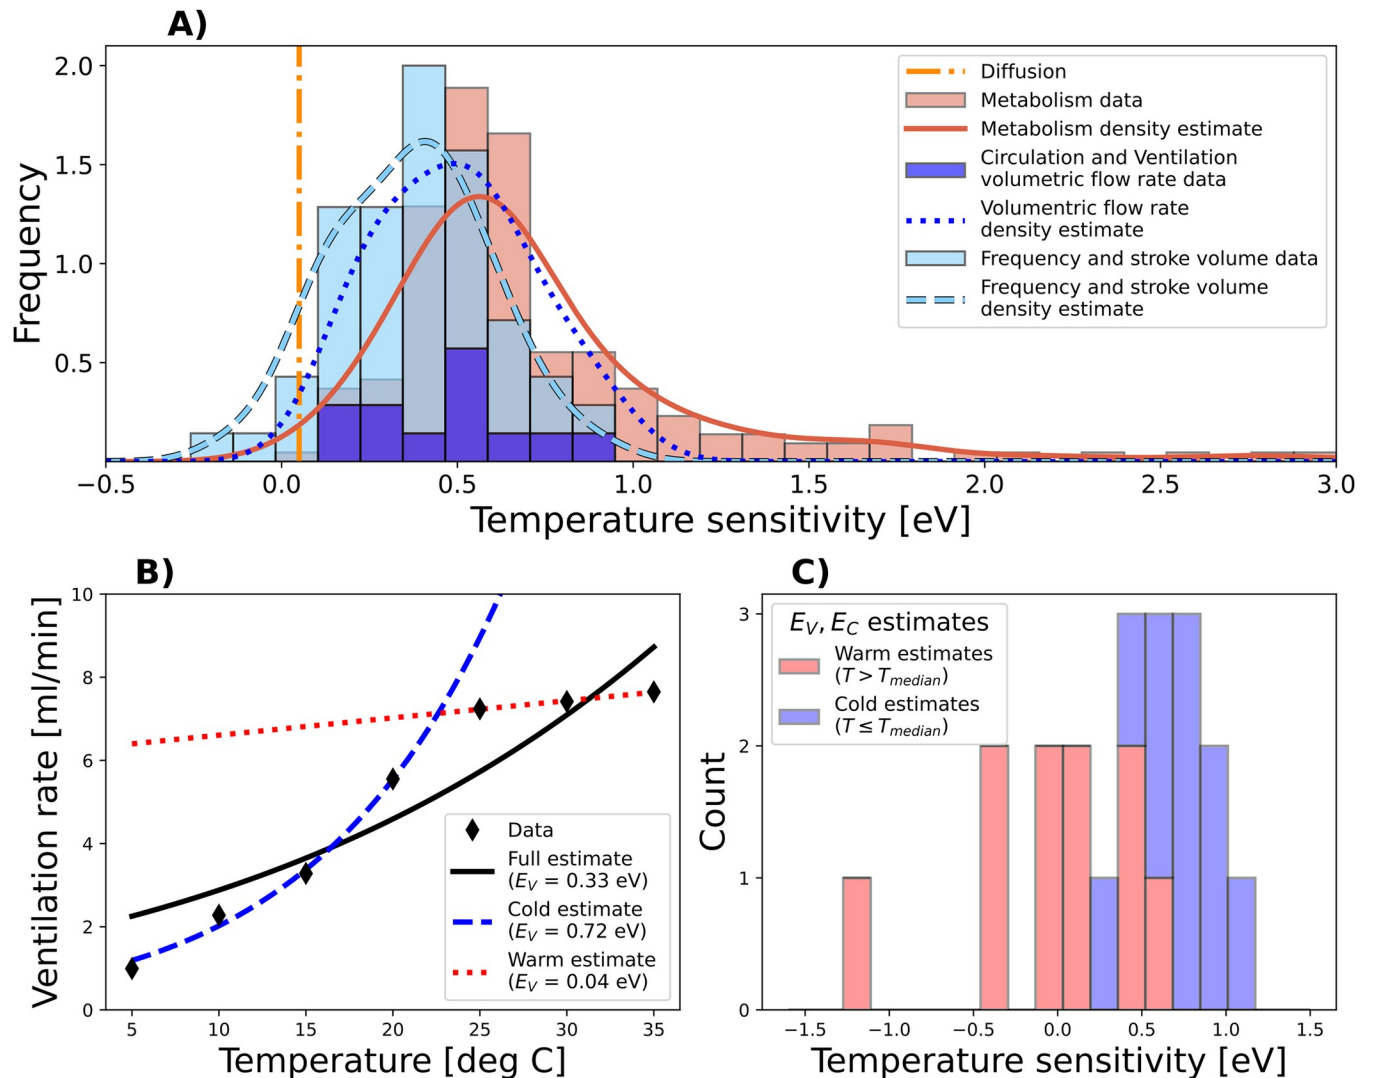 A)
Frequency
2.0
1.5
1.0
0.5
−0.5
0.0
0.5
1.0
1.5
2.0
2.5
3.0
Temperature sensitivity [eV]
Diffusion
Metabolism data
Metabolism density estimate
Circulation and Ventilation
volumetric flow rate data
Volumentric flow rate
density estimate
Frequency and stroke volume data
Frequency and stroke volume
density estimate
B)
Ventilation rate [ml/min]
10
8
6
4
2
0
5
10
15
20
25
30
35
Temperature [deg C]
Data
Full estimate
(E_V = 0.33 eV)
Cold estimate
(E_V = 0.72 eV)
Warm estimate
(E_V = 0.04 eV)
C)
Count
3
2
1
0
−1.5
−1.0
−0.5
0.0
0.5
1.0
1.5
Temperature sensitivity [eV]
E_V, E_C estimates
Warm estimates
(T > T_median)
Cold estimates
(T ≤ T_median)